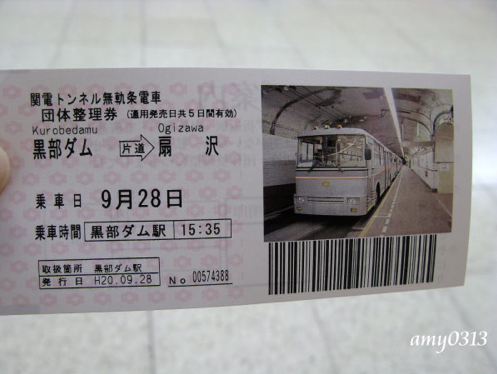 関電トンネル無軌条電車
団体整理券 (通用発売日共5日間有効)
Kurobedamu Ogizawa
黒部ダム 片道 扇沢
乗車日 9月28日
乗車時間 黒部ダム駅 15:35
取扱箇所 黒部ダム駅
発行日 H20.09.28 No 00574388
amy0313